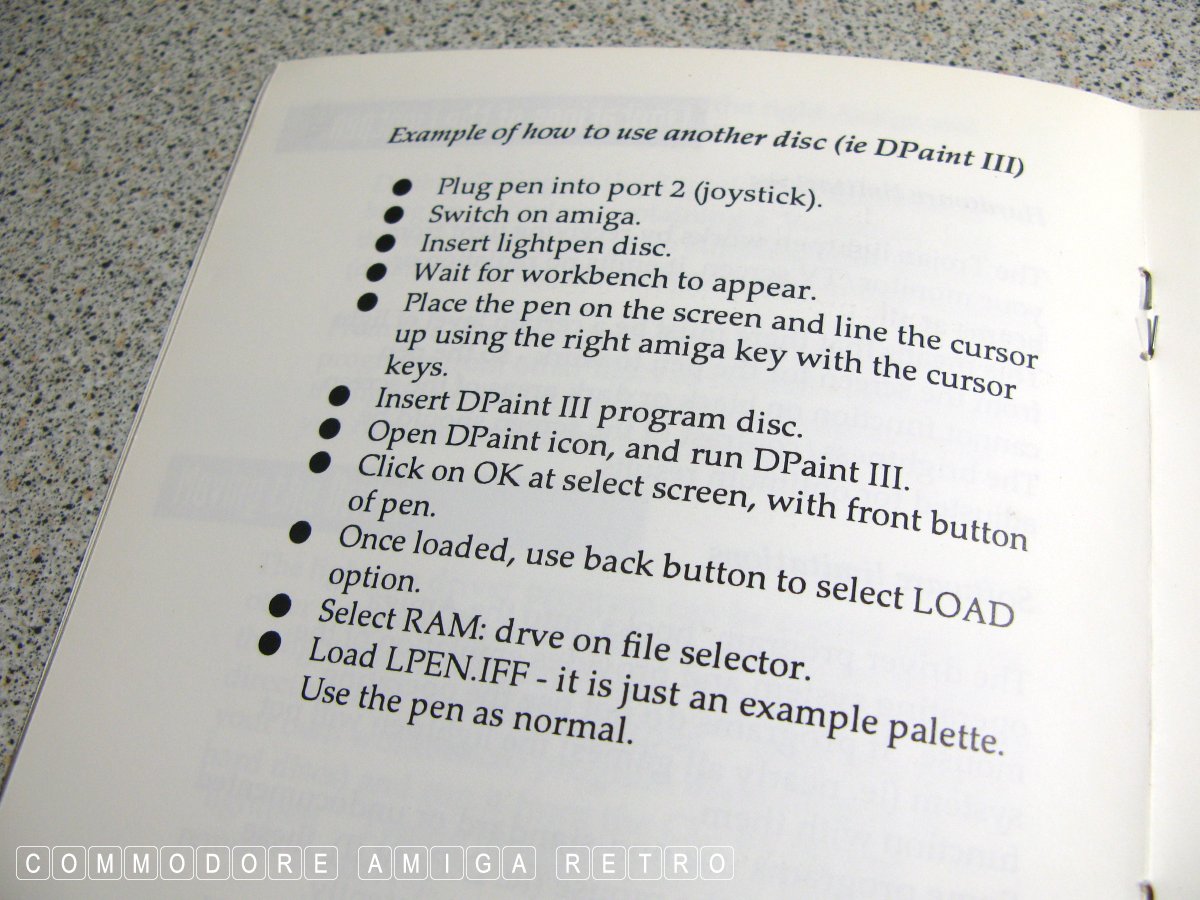 Example of how to use another disc (ie DPaint III)
● Plug pen into port 2 (joystick).
● Switch on amiga.
● Insert lightpen disc.
● Wait for workbench to appear.
● Place the pen on the screen and line the cursor
up using the right amiga key with the cursor
keys.
● Insert DPaint III program disc.
● Open DPaint icon, and run DPaint III.
● Click on OK at select screen, with front button
of pen.
● Once loaded, use back button to select LOAD
option.
● Select RAM: drve on file selector.
● Load LPEN.IFF - it is just an example palette.
Use the pen as normal.
COMMODORE AMIGA RETRO